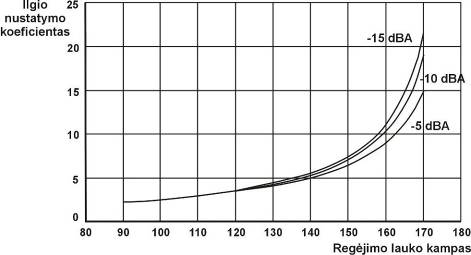 Ilgio
nustatymo
koeficientas
25
20
15
10
5
0
-15 dBA
-10 dBA
-5 dBA
80 90 100 110 120 130 140 150 160 170 180
Regėjimo lauko kampas